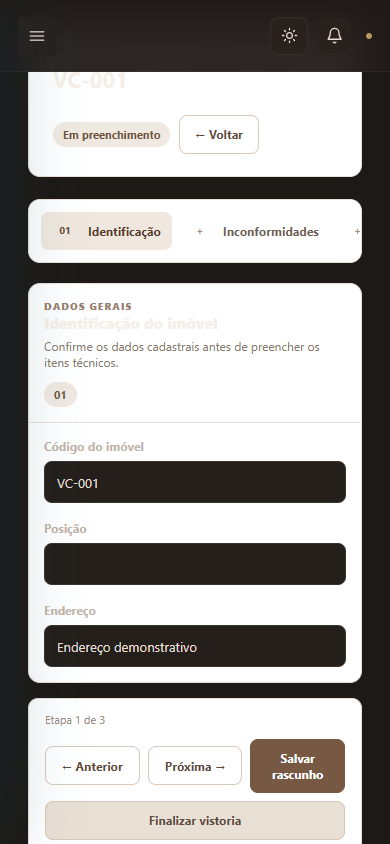 VC-001
Em preenchimento
← Voltar
01 Identificação + Inconformidades +
DADOS GERAIS
Identificação do imóvel
Confirme os dados cadastrais antes de preencher os
itens técnicos.
01
Código do imóvel
VC-001
Posição
Endereço
Endereço demonstrativo
Etapa 1 de 3
← Anterior
Próxima →
Salvar
rascunho
Finalizar vistoria